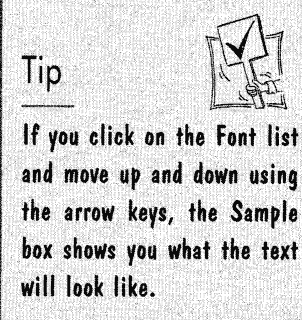 Tip
If you click on the Font list
and move up and down using
the arrow keys, the Sample
box shows you what the text
will look like.